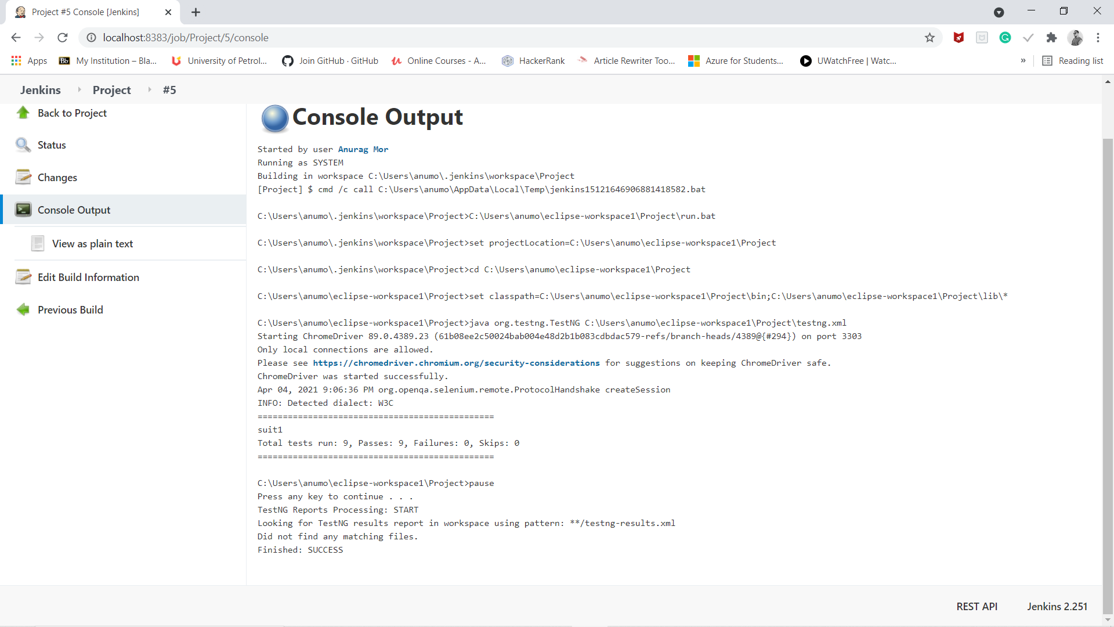 Project #5 Console [Jenkins]
localhost:8383/job/Project/5/console
Apps
My Institution – Bla...
University of Petrol...
Join GitHub · GitHub
Online Courses - A...
HackerRank
Article Rewriter Too...
Azure for Students...
UWatchFree | Watc...
»
Reading list
Jenkins
Project
#5
Back to Project
Status
Changes
Console Output
View as plain text
Edit Build Information
Previous Build
Console Output
Started by user Anurag Mor
Running as SYSTEM
Building in workspace C:\Users\anumo\.jenkins\workspace\Project
[Project] $ cmd /c call C:\Users\anumo\AppData\Local\Temp\jenkins15121646906881418582.bat
C:\Users\anumo\.jenkins\workspace\Project>C:\Users\anumo\eclipse-workspace1\Project\run.bat
C:\Users\anumo\.jenkins\workspace\Project>set projectLocation=C:\Users\anumo\eclipse-workspace1\Project
C:\Users\anumo\.jenkins\workspace\Project>cd C:\Users\anumo\eclipse-workspace1\Project
C:\Users\anumo\eclipse-workspace1\Project>set classpath=C:\Users\anumo\eclipse-workspace1\Project\bin;C:\Users\anumo\eclipse-workspace1\Project\lib\*
C:\Users\anumo\eclipse-workspace1\Project>java org.testng.TestNG C:\Users\anumo\eclipse-workspace1\Project\testng.xml
Starting ChromeDriver 89.0.4389.23 (61b08ee2c50024bab004e48d2b1b083cdbdac579-refs/branch-heads/4389@{#294}) on port 3303
Only local connections are allowed.
Please see https://chromedriver.chromium.org/security-considerations for suggestions on keeping ChromeDriver safe.
ChromeDriver was started successfully.
Apr 04, 2021 9:06:36 PM org.openqa.selenium.remote.ProtocolHandshake createSession
INFO: Detected dialect: W3C
===============================================
suit1
Total tests run: 9, Passes: 9, Failures: 0, Skips: 0
===============================================
C:\Users\anumo\eclipse-workspace1\Project>pause
Press any key to continue . . .
TestNG Reports Processing: START
Looking for TestNG results report in workspace using pattern: **/testng-results.xml
Did not find any matching files.
Finished: SUCCESS
REST API
Jenkins 2.251